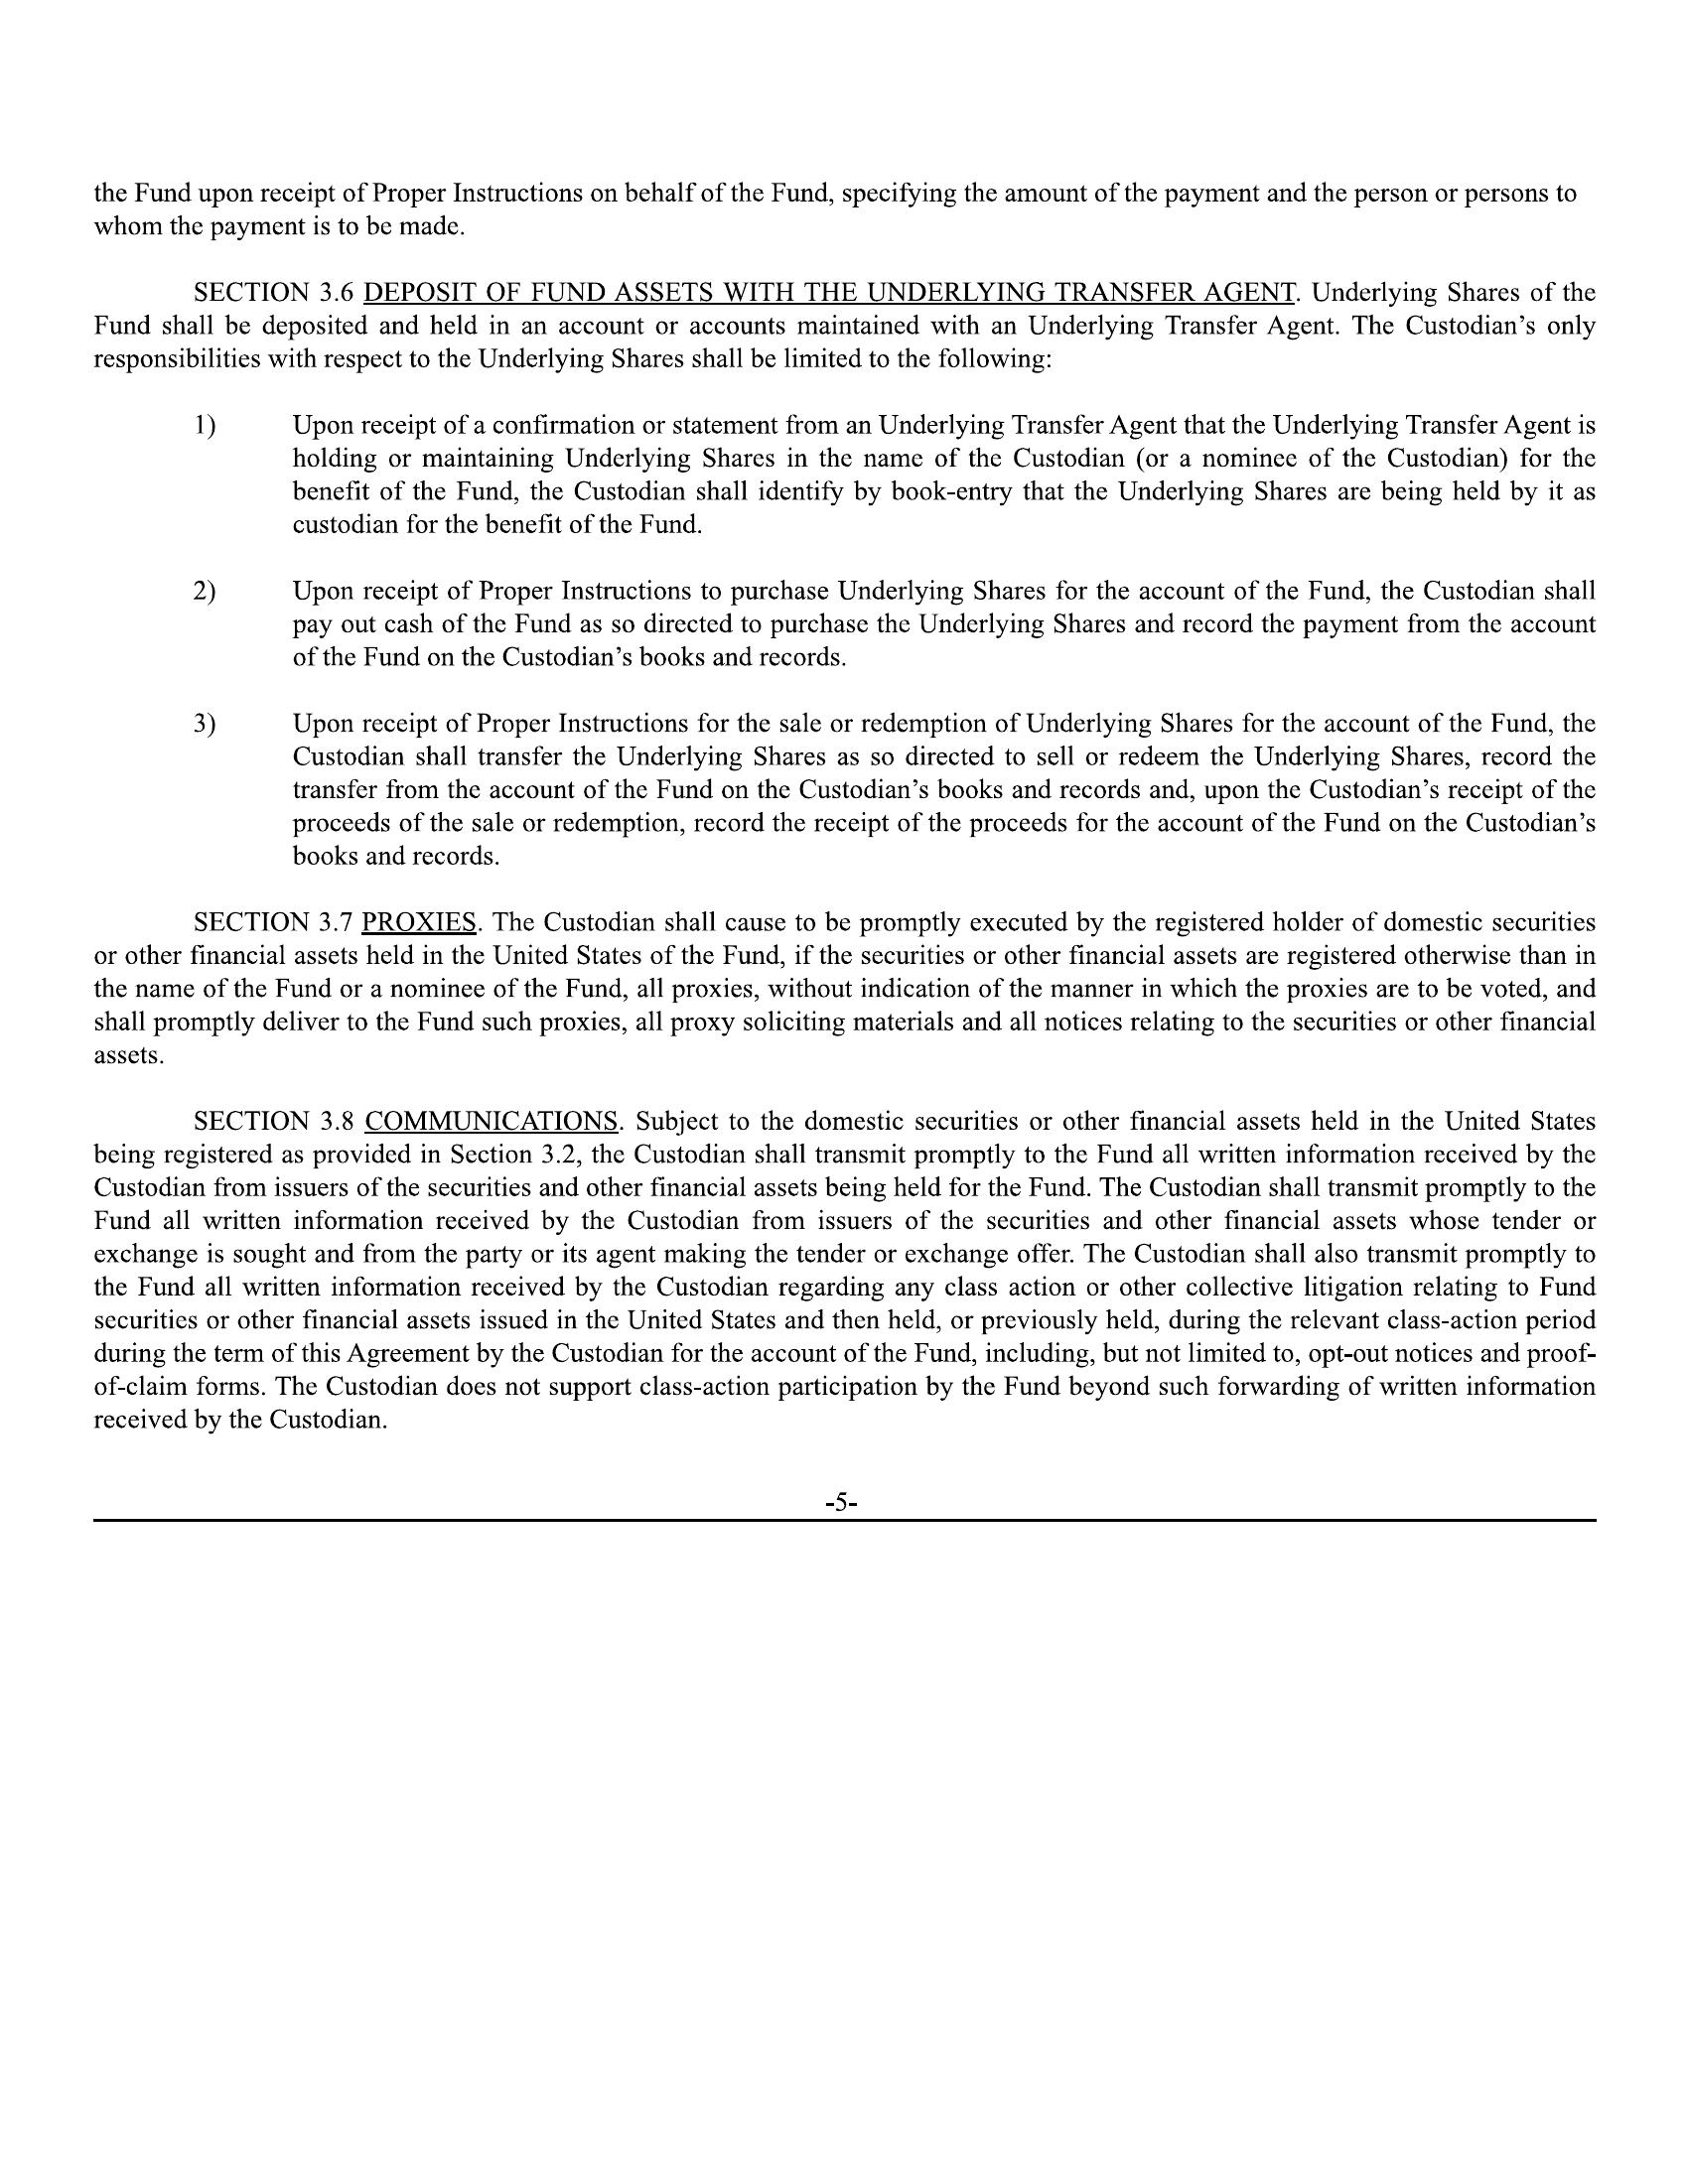 the Fund upon receipt of Proper Instructions on behalf of the Fund, specifying the amount of the payment and the person or persons to
whom the payment is to be made.
SECTION 3.6 DEPOSIT OF FUND ASSETS WITH THE UNDERLYING TRANSFER AGENT. Underlying Shares of the
Fund shall be deposited and held in an account or accounts maintained with an Underlying Transfer Agent. The Custodian’s only
responsibilities with respect to the Underlying Shares shall be limited to the following:
1) Upon receipt of a confirmation or statement from an Underlying Transfer Agent that the Underlying Transfer Agent is
holding or maintaining Underlying Shares in the name of the Custodian (or a nominee of the Custodian) for the
benefit of the Fund, the Custodian shall identify by book-entry that the Underlying Shares are being held by it as
custodian for the benefit of the Fund.
2) Upon receipt of Proper Instructions to purchase Underlying Shares for the account of the Fund, the Custodian shall
pay out cash of the Fund as so directed to purchase the Underlying Shares and record the payment from the account
of the Fund on the Custodian’s books and records.
3) Upon receipt of Proper Instructions for the sale or redemption of Underlying Shares for the account of the Fund, the
Custodian shall transfer the Underlying Shares as so directed to sell or redeem the Underlying Shares, record the
transfer from the account of the Fund on the Custodian’s books and records and, upon the Custodian’s receipt of the
proceeds of the sale or redemption, record the receipt of the proceeds for the account of the Fund on the Custodian’s
books and records.
SECTION 3.7 PROXIES. The Custodian shall cause to be promptly executed by the registered holder of domestic securities
or other financial assets held in the United States of the Fund, if the securities or other financial assets are registered otherwise than in
the name of the Fund or a nominee of the Fund, all proxies, without indication of the manner in which the proxies are to be voted, and
shall promptly deliver to the Fund such proxies, all proxy soliciting materials and all notices relating to the securities or other financial
assets.
SECTION 3.8 COMMUNICATIONS. Subject to the domestic securities or other financial assets held in the United States
being registered as provided in Section 3.2, the Custodian shall transmit promptly to the Fund all written information received by the
Custodian from issuers of the securities and other financial assets being held for the Fund. The Custodian shall transmit promptly to the
Fund all written information received by the Custodian from issuers of the securities and other financial assets whose tender or
exchange is sought and from the party or its agent making the tender or exchange offer. The Custodian shall also transmit promptly to
the Fund all written information received by the Custodian regarding any class action or other collective litigation relating to Fund
securities or other financial assets issued in the United States and then held, or previously held, during the relevant class-action period
during the term of this Agreement by the Custodian for the account of the Fund, including, but not limited to, opt-out notices and proof-
of-claim forms. The Custodian does not support class-action participation by the Fund beyond such forwarding of written information
received by the Custodian.
-5-